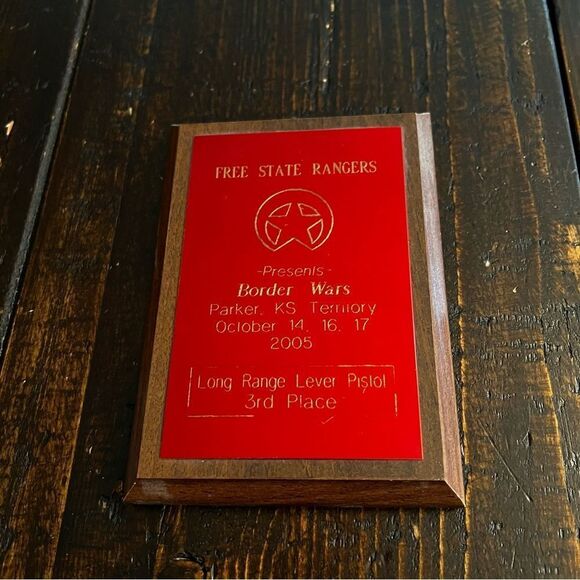 FREE STATE RANGERS
-Presents-
Border Wars
Parker, KS Territory
October 14, 16, 17
2005
Long Range Lever Pistol
3rd Place